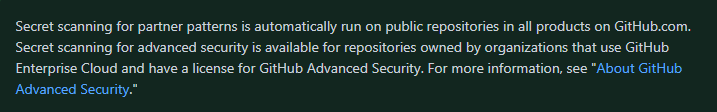 Secret scanning for partner patterns is automatically run on public repositories in all products on GitHub.com.
Secret scanning for advanced security is available for repositories owned by organizations that use GitHub
Enterprise Cloud and have a license for GitHub Advanced Security. For more information, see "About GitHub
Advanced Security."